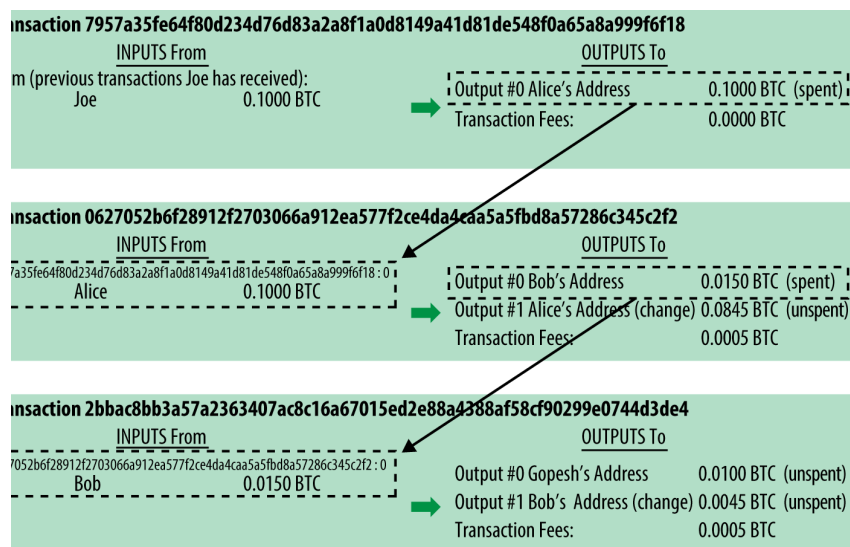 nsaction 7957a35fe64f80d234d76d83a2a8f1a0d8149a41d81de548f0a65a8a999f6f18
INPUTS From
OUTPUTS To
m (previous transactions Joe has received):
Joe 0.1000 BTC
Output #0 Alice's Address 0.1000 BTC (spent)
Transaction Fees: 0.0000 BTC
nsaction 0627052b6f28912f2703066a912ea577f2ce4da4caa5a5fbd8a57286c345c2f2
INPUTS From
OUTPUTS To
7a35fe64f80d234d76d83a2a8f1a0d8149a41d81de548f0a65a8a999f6f18 : 0
Alice 0.1000 BTC
Output #0 Bob's Address 0.0150 BTC (spent)
Output #1 Alice's Address (change) 0.0845 BTC (unspent)
Transaction Fees: 0.0005 BTC
nsaction 2bbac8bb3a57a2363407ac8c16a67015ed2e88a4388af58cf90299e0744d3de4
INPUTS From
OUTPUTS To
7052b6f28912f2703066a912ea577f2ce4da4caa5a5fbd8a57286c345c2f2 : 0
Bob 0.0150 BTC
Output #0 Gopesh's Address 0.0100 BTC (unspent)
Output #1 Bob's Address (change) 0.0045 BTC (unspent)
Transaction Fees: 0.0005 BTC